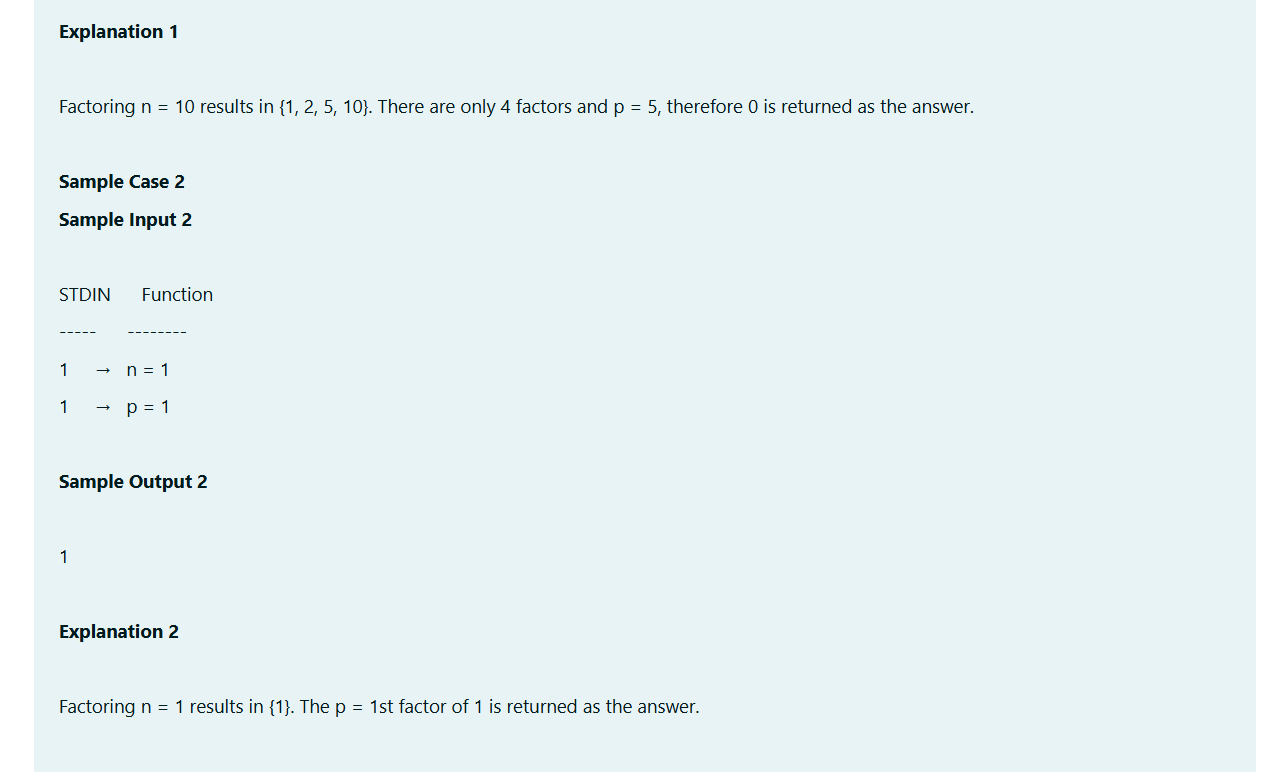 Explanation 1
Factoring n = 10 results in {1, 2, 5, 10}. There are only 4 factors and p = 5, therefore 0 is returned as the answer.
Sample Case 2
Sample Input 2
STDIN Function
----- --------
1 → n = 1
1 → p = 1
Sample Output 2
1
Explanation 2
Factoring n = 1 results in {1}. The p = 1st factor of 1 is returned as the answer.